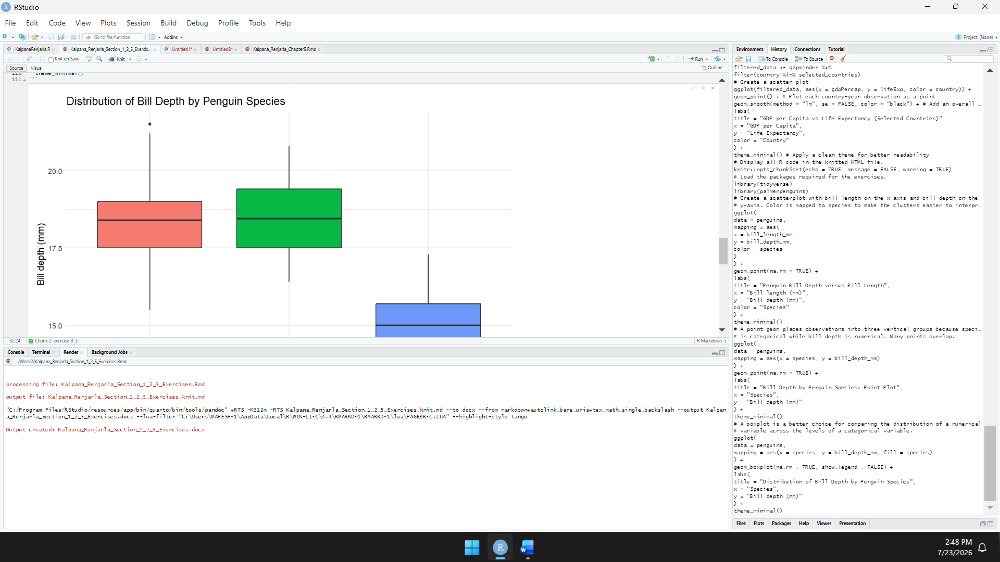 RStudio
File Edit Code View Plots Session Build Debug Profile Tools Help
Go to file/function Addins Project: (None)
KalpanaRenjarla.R Kalpana_Renjarla_Section_1_2_5_Exercis... Untitled1* Untitled2* Kalpana_Renjarla_Chapter5.Rmd
Knit on Save ABC Knit Run
Source Visual Outline
110 theme_minimal()
111 ```
Distribution of Bill Depth by Penguin Species
20.0
17.5
15.0
Bill depth (mm)
32:24 Chunk 2: exercise-3 R Markdown
Console Terminal Render Background Jobs
.../Week2/Kalpana_Renjarla_Section_1_2_5_Exercises.Rmd
processing file: Kalpana_Renjarla_Section_1_2_5_Exercises.Rmd
output file: Kalpana_Renjarla_Section_1_2_5_Exercises.knit.md
"C:/Program Files/RStudio/resources/app/bin/quarto/bin/tools/pandoc" +RTS -K512m -RTS Kalpana_Renjarla_Section_1_2_5_Exercises.knit.md --to docx --from markdown+autolink_bare_uris+tex_math_single_backslash --output Kalpan
a_Renjarla_Section_1_2_5_Exercises.docx --lua-filter "C:\Users\MAHESH~1\AppData\Local\R\WIN-LI~1\4.4\RMARKD~1\RMARKD~1\lua\PAGEBR~1.LUA" --highlight-style tango
Output created: Kalpana_Renjarla_Section_1_2_5_Exercises.docx
Environment History Connections Tutorial
To Console To Source
filtered_data <- gapminder %>%
filter(country %in% selected_countries)
# Create a scatter plot
ggplot(filtered_data, aes(x = gdpPercap, y = lifeExp, color = country)) +
geom_point() + # Plot each country-year observation as a point
geom_smooth(method = "lm", se = FALSE, color = "black") + # Add an overall ...
labs(
title = "GDP per Capita vs Life Expectancy (Selected Countries)",
x = "GDP per Capita",
y = "Life Expectancy",
color = "Country"
) +
theme_minimal() # Apply a clean theme for better readability
# Display all R code in the knitted HTML file.
knitr::opts_chunk$set(echo = TRUE, message = FALSE, warning = TRUE)
# Load the packages required for the exercises.
library(tidyverse)
library(palmerpenguins)
# Create a scatterplot with bill length on the x-axis and bill depth on the
# y-axis. Color is mapped to species to make the clusters easier to interpr...
ggplot(
data = penguins,
mapping = aes(
x = bill_length_mm,
y = bill_depth_mm,
color = species
)
) +
geom_point(na.rm = TRUE) +
labs(
title = "Penguin Bill Depth versus Bill Length",
x = "Bill length (mm)",
y = "Bill depth (mm)",
color = "Species"
) +
theme_minimal()
# A point geom places observations into three vertical groups because speci...
# is categorical while bill depth is numerical. Many points overlap.
ggplot(
data = penguins,
mapping = aes(x = species, y = bill_depth_mm)
) +
geom_point(na.rm = TRUE) +
labs(
title = "Bill Depth by Penguin Species: Point Plot",
x = "Species",
y = "Bill depth (mm)"
) +
theme_minimal()
# A boxplot is a better choice for comparing the distribution of a numerical
# variable across the levels of a categorical variable.
ggplot(
data = penguins,
mapping = aes(x = species, y = bill_depth_mm, fill = species)
) +
geom_boxplot(na.rm = TRUE, show.legend = FALSE) +
labs(
title = "Distribution of Bill Depth by Penguin Species",
x = "Species",
y = "Bill depth (mm)"
) +
theme_minimal()
Files Plots Packages Help Viewer Presentation
2:48 PM
7/23/2026